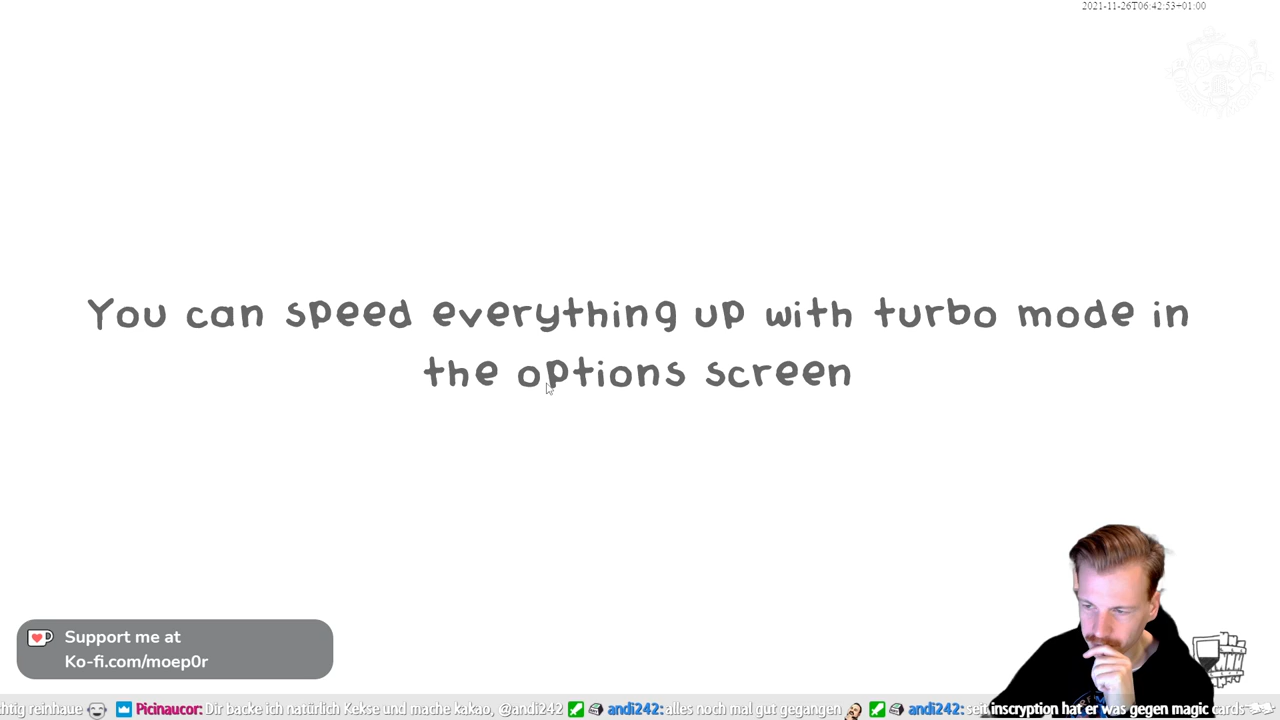 2021-11-26T06:42:53+01:00
You can speed everything up with turbo mode in
the options screen
Support me at
Ko-fi.com/moep0r
htig reinhaue Picinaucor: Dir backe ich natürlich Kekse ohne kakao, @andi242 andi242: alles noch mal gut gegangen andi242: seit inscryption hat er was gegen magic cards